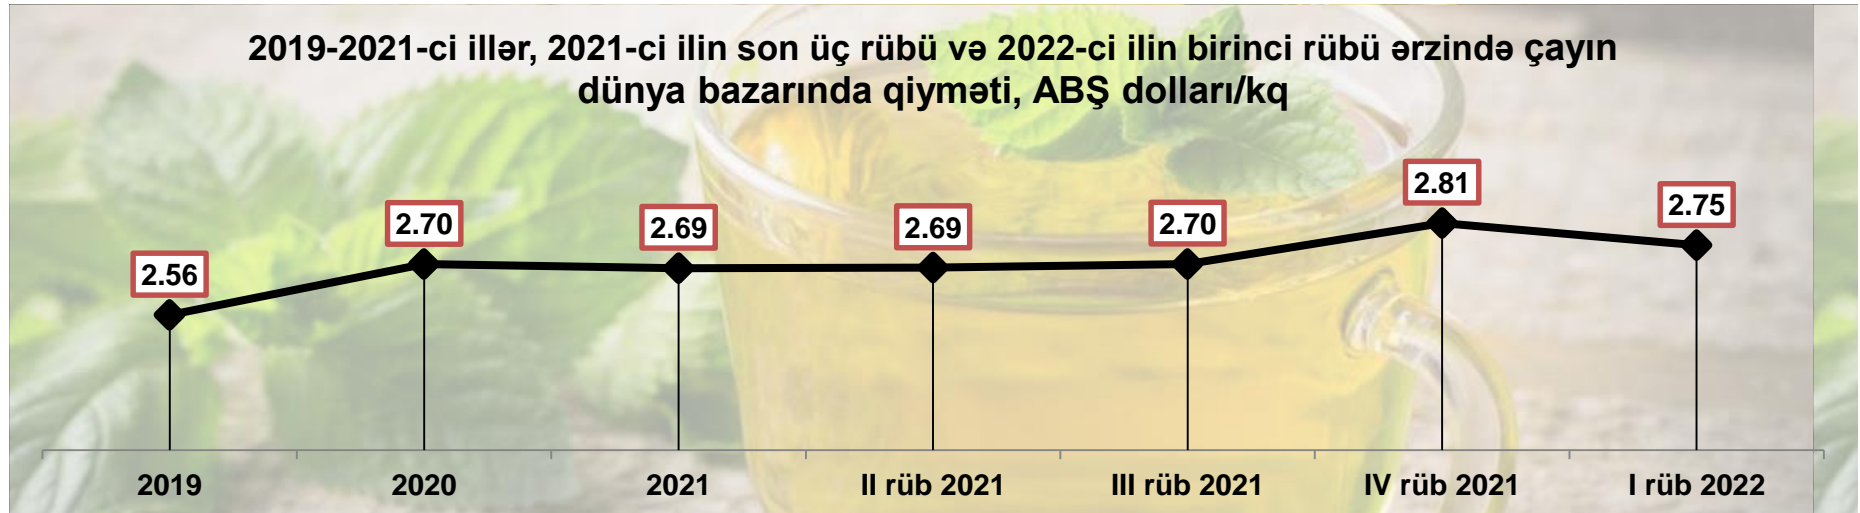 2019-2021-ci illər, 2021-ci ilin son üç rübü və 2022-ci ilin birinci rübü ərzində çayın
dünya bazarında qiyməti, ABŞ dolları/kq
2.56
2.70
2.69
2.69
2.70
2.81
2.75
2019
2020
2021
II rüb 2021
III rüb 2021
IV rüb 2021
I rüb 2022